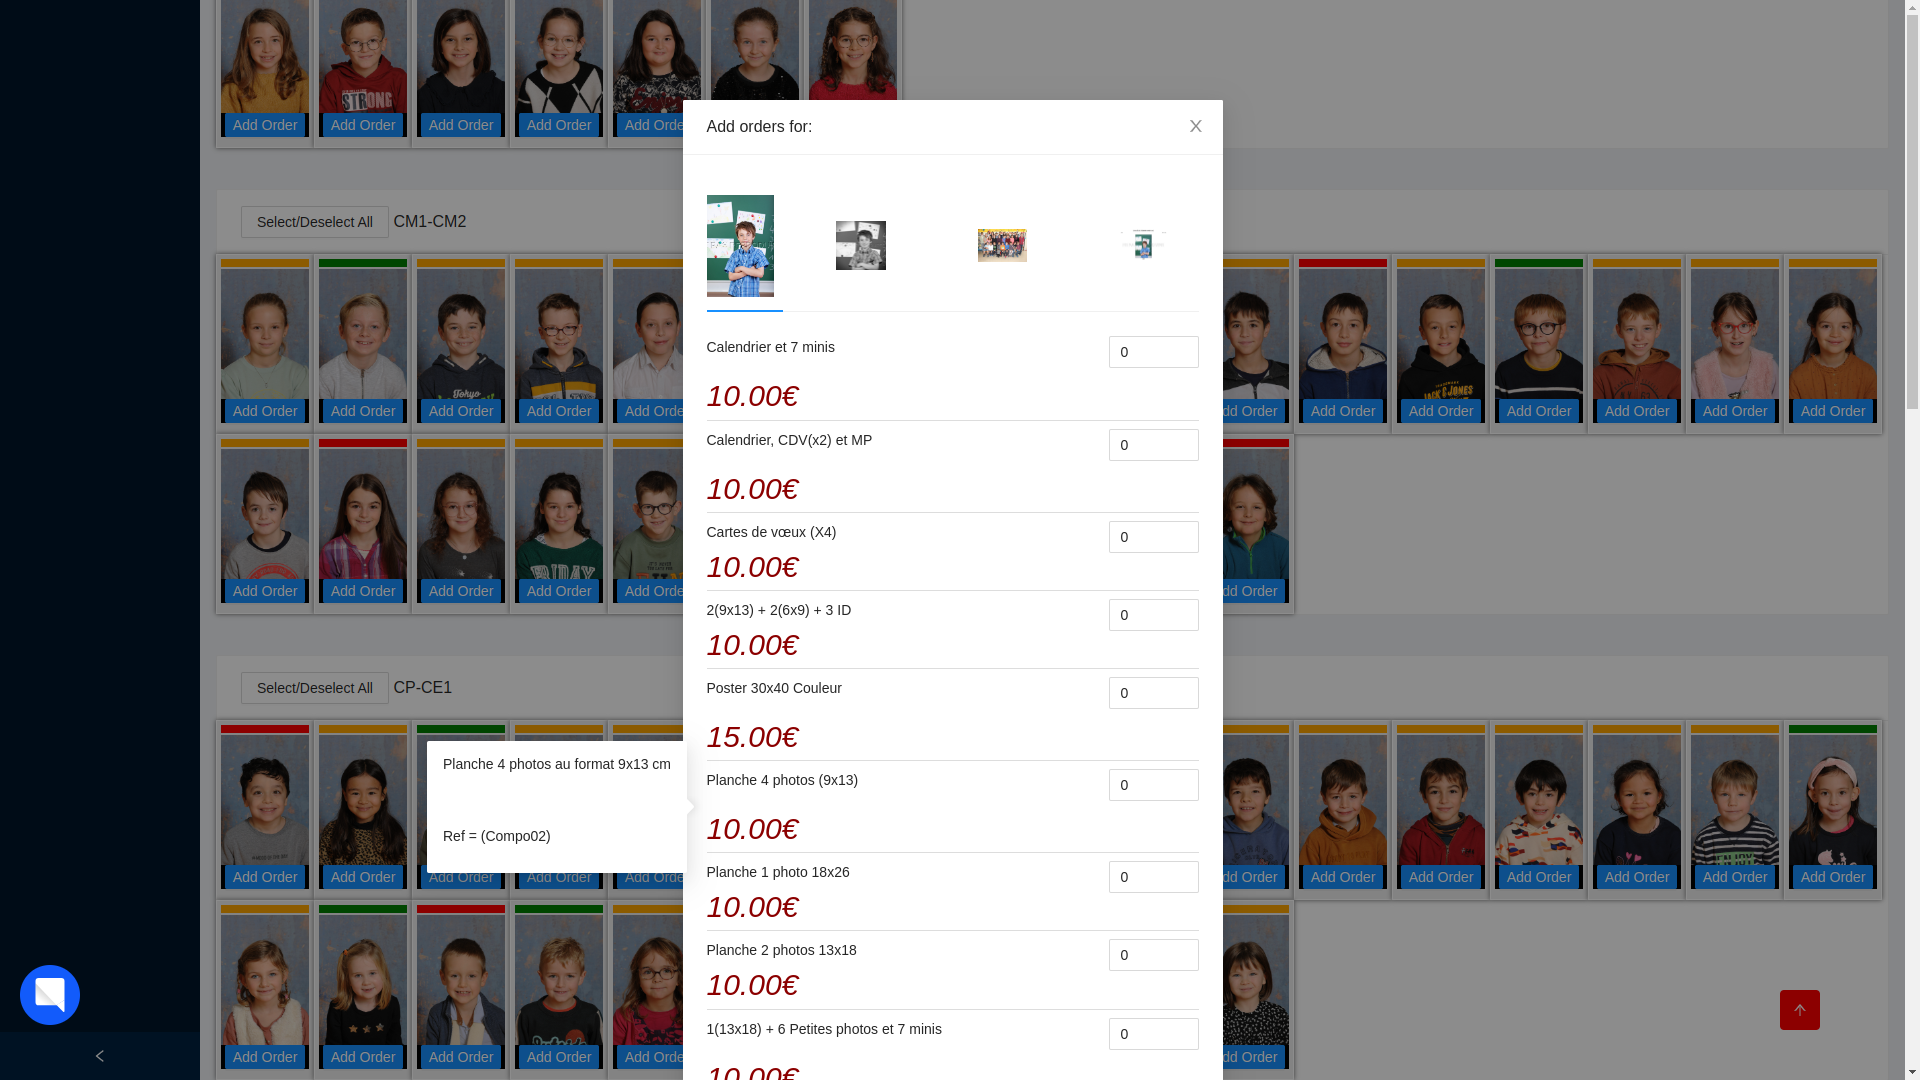 Add Order Add Order Add Order Add Order Add Orde
Add orders for:
Select/Deselect All CM1-CM2
Add Order Add Order Add Order Add Order Add Orde
dd Order Add Order Add Order Add Order Add Order Add Order Add Order
Add Order Add Order Add Order Add Order Add Orde
dd Order
Select/Deselect All CP-CE1
Add Order Add Order Add Order Add Order Add Orde
dd Order Add Order Add Order Add Order Add Order Add Order Add Order
Add Order Add Order Add Order Add Order Add Orde
dd Order
Calendrier et 7 minis 0
10.00€
Calendrier, CDV(x2) et MP 0
10.00€
Cartes de vœux (X4) 0
10.00€
2(9x13) + 2(6x9) + 3 ID 0
10.00€
Poster 30x40 Couleur 0
15.00€
Planche 4 photos (9x13) 0
10.00€
Planche 1 photo 18x26 0
10.00€
Planche 2 photos 13x18 0
10.00€
1(13x18) + 6 Petites photos et 7 minis 0
10.00€
Planche 4 photos au format 9x13 cm
Ref = (Compo02)